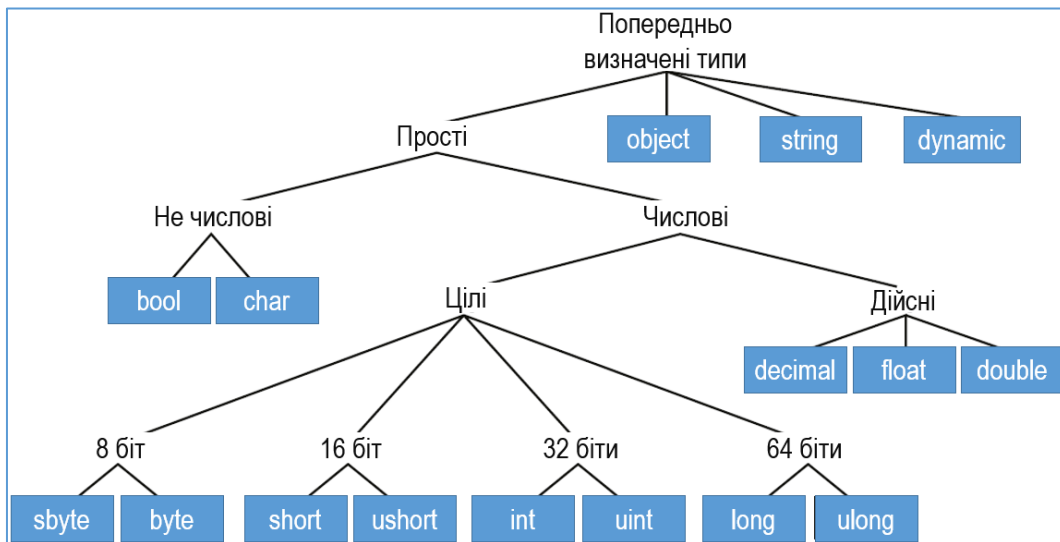 Попередньо
визначені типи
Прості
object
string
dynamic
Не числові
Числові
bool
char
Цілі
Дійсні
decimal
float
double
8 біт
16 біт
32 біти
64 біти
sbyte
byte
short
ushort
int
uint
long
ulong